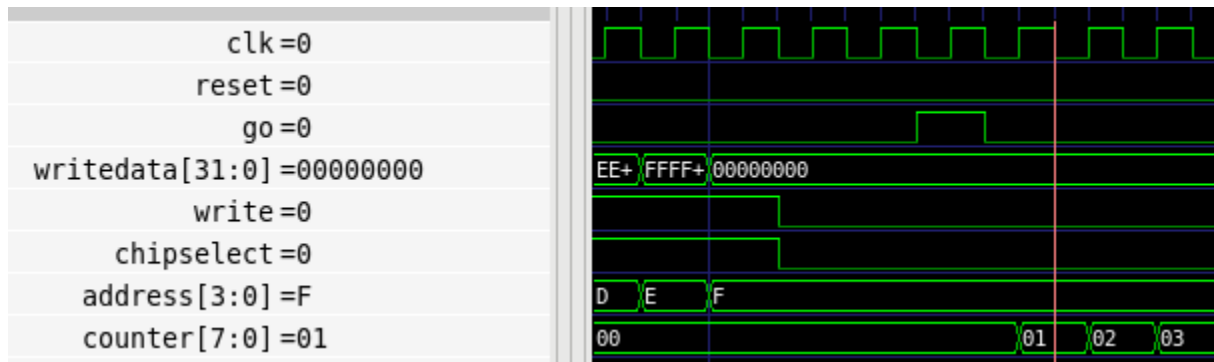 clk =0
reset =0
go =0
writedata[31:0] =00000000 EE+ FFFF+ 00000000
write =0
chipselect =0
address[3:0] =F D E F
counter[7:0] =01 00 01 02 03